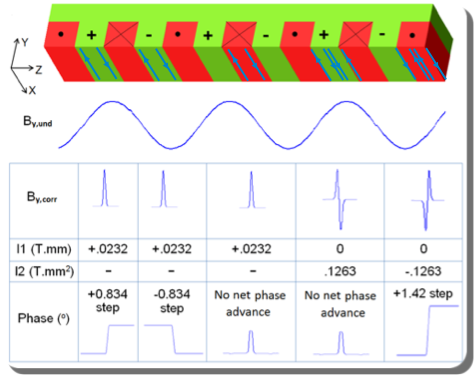 Y
+ - + - + -
Z
X
By,und
By,corr
I1 (T.mm) +.0232 +.0232 +.0232 0 0
I2 (T.mm²) – – – .1263 -.1263
Phase (º) +0.834 step -0.834 step No net phase advance No net phase advance +1.42 step